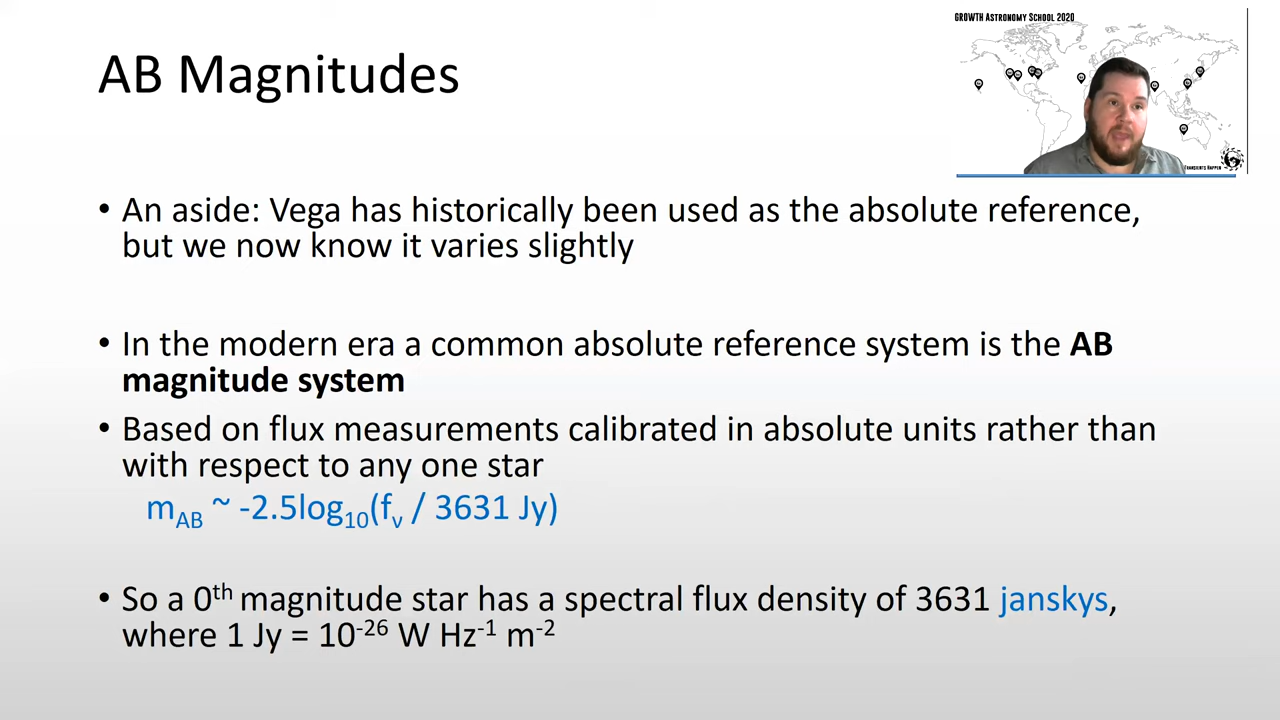 GROWTH ASTRONOMY SCHOOL 2020
AB Magnitudes
TRANSIENTS HAPPEN
• An aside: Vega has historically been used as the absolute reference,
but we now know it varies slightly
• In the modern era a common absolute reference system is the AB
magnitude system
• Based on flux measurements calibrated in absolute units rather than
with respect to any one star
m_AB ~ -2.5log₁₀(f_ν / 3631 Jy)
• So a 0ᵗʰ magnitude star has a spectral flux density of 3631 janskys,
where 1 Jy = 10⁻²⁶ W Hz⁻¹ m⁻²